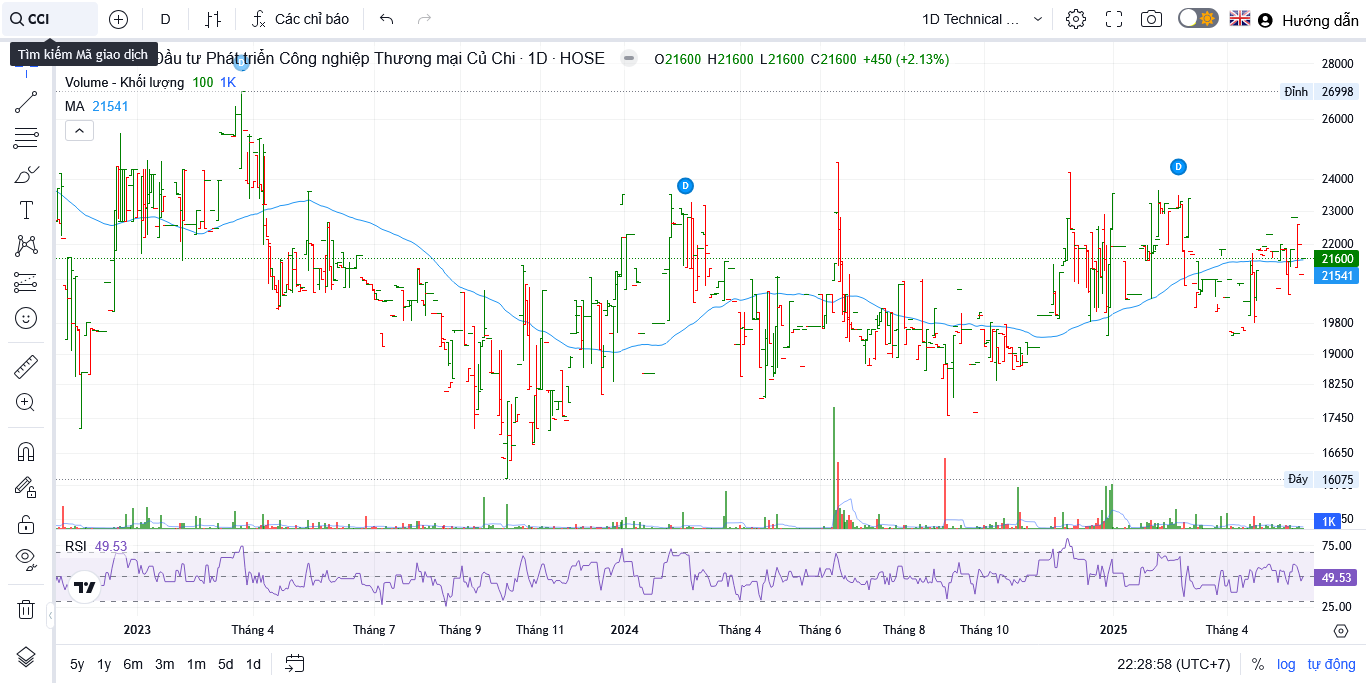 CCI
D
Các chỉ báo
1D Technical ...
Hướng dẫn
Tìm kiếm Mã giao dịch
Đầu tư Phát triển Công nghiệp Thương mại Củ Chi · 1D · HOSE
O21600 H21600 L21600 C21600 +450 (+2.13%)
Volume - Khối lượng 100 1K
MA 21541
28000
Đỉnh 26998
26000
24000
23000
22000
21600
21541
19800
19000
18250
17450
16650
Đáy 16075
1K
RSI 49.53
75.00
49.53
25.00
D
D
2023
Tháng 4
Tháng 7
Tháng 9
Tháng 11
2024
Tháng 4
Tháng 6
Tháng 8
Tháng 10
2025
Tháng 4
5y 1y 6m 3m 1m 5d 1d
22:28:58 (UTC+7)
% log tự động